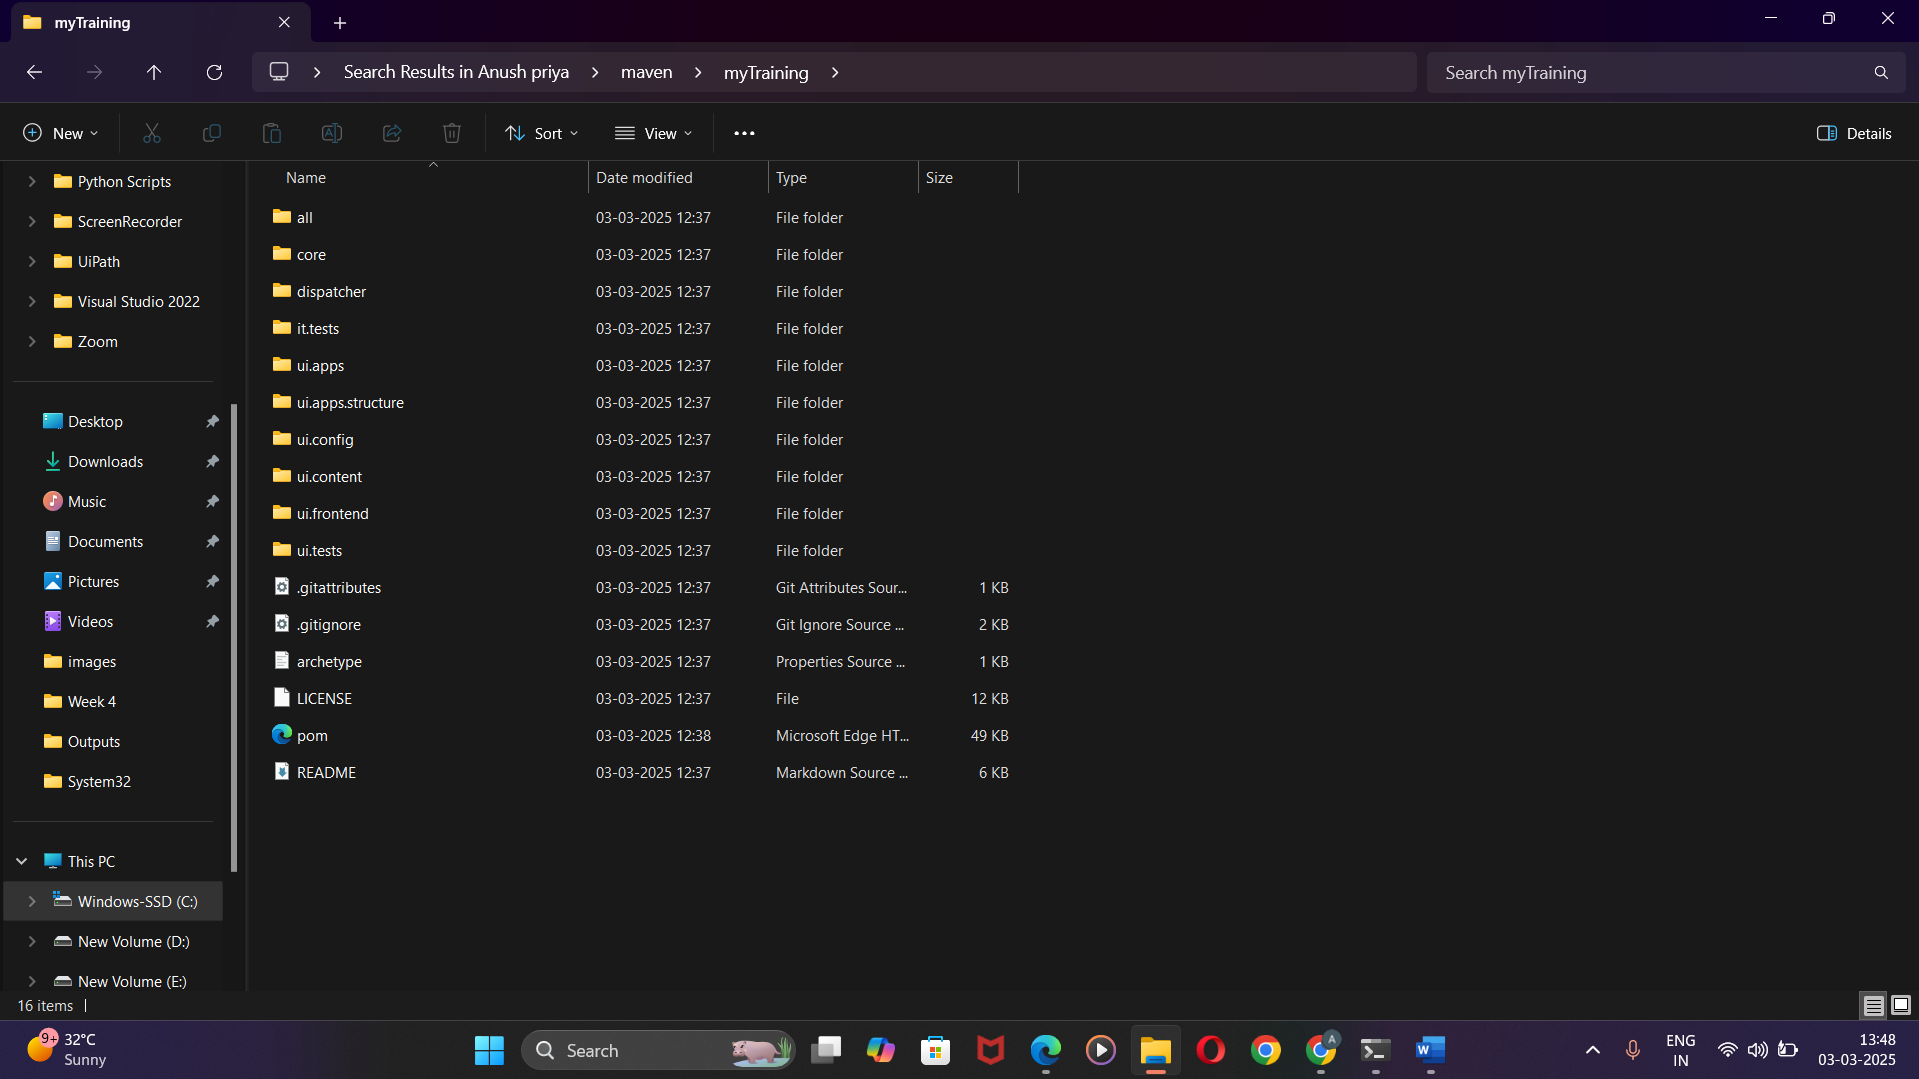 myTraining
Search Results in Anush priya
maven
myTraining
Search myTraining
New
Sort
View
Details
Name Date modified Type Size
Python Scripts
ScreenRecorder
UiPath
Visual Studio 2022
Zoom
Desktop
Downloads
Music
Documents
Pictures
Videos
images
Week 4
Outputs
System32
This PC
Windows-SSD (C:)
New Volume (D:)
New Volume (E:)
all 03-03-2025 12:37 File folder
core 03-03-2025 12:37 File folder
dispatcher 03-03-2025 12:37 File folder
it.tests 03-03-2025 12:37 File folder
ui.apps 03-03-2025 12:37 File folder
ui.apps.structure 03-03-2025 12:37 File folder
ui.config 03-03-2025 12:37 File folder
ui.content 03-03-2025 12:37 File folder
ui.frontend 03-03-2025 12:37 File folder
ui.tests 03-03-2025 12:37 File folder
.gitattributes 03-03-2025 12:37 Git Attributes Sour... 1 KB
.gitignore 03-03-2025 12:37 Git Ignore Source ... 2 KB
archetype 03-03-2025 12:37 Properties Source ... 1 KB
LICENSE 03-03-2025 12:37 File 12 KB
pom 03-03-2025 12:38 Microsoft Edge HT... 49 KB
README 03-03-2025 12:37 Markdown Source ... 6 KB
16 items
9+
32°C
Sunny
Search
A
W
ENG
IN
13:48
03-03-2025